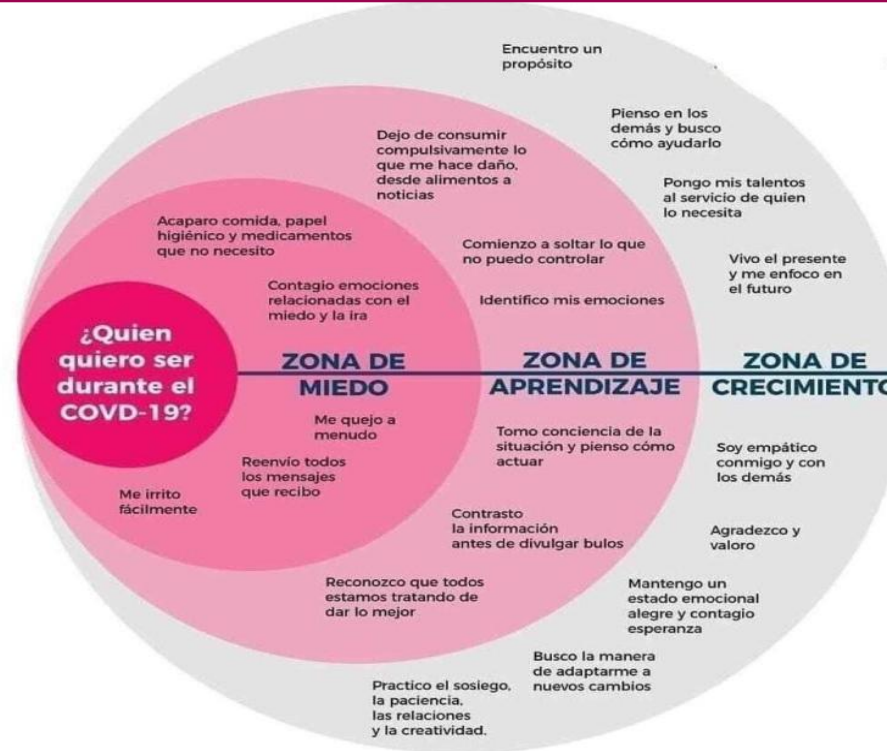 Encuentro un
propósito
Pienso en los
demás y busco
cómo ayudarlo
Dejo de consumir
compulsivamente lo
que me hace daño,
desde alimentos a
noticias
Pongo mis talentos
al servicio de quien
lo necesita
Acaparo comida, papel
higiénico y medicamentos
que no necesito
Comienzo a soltar lo que
no puedo controlar
Vivo el presente
y me enfoco en
el futuro
Contagio emociones
relacionadas con el
miedo y la ira
Identifico mis emociones
¿Quien
quiero ser
durante el
COVD-19?
ZONA DE
MIEDO
ZONA DE
APRENDIZAJE
ZONA DE
CRECIMIENTO
Me quejo a
menudo
Tomo conciencia de la
situación y pienso cómo
actuar
Soy empático
conmigo y con
los demás
Reenvío todos
los mensajes
que recibo
Me irrito
fácilmente
Contrasto
la información
antes de divulgar bulos
Agradezco y
valoro
Reconozco que todos
estamos tratando de
dar lo mejor
Mantengo un
estado emocional
alegre y contagio
esperanza
Busco la manera
de adaptarme a
nuevos cambios
Practico el sosiego,
la paciencia,
las relaciones
y la creatividad.